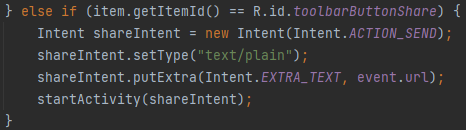 } else if (item.getItemId() == R.id.toolbarButtonShare) {
    Intent shareIntent = new Intent(Intent.ACTION_SEND);
    shareIntent.setType("text/plain");
    shareIntent.putExtra(Intent.EXTRA_TEXT, event.url);
    startActivity(shareIntent);
}